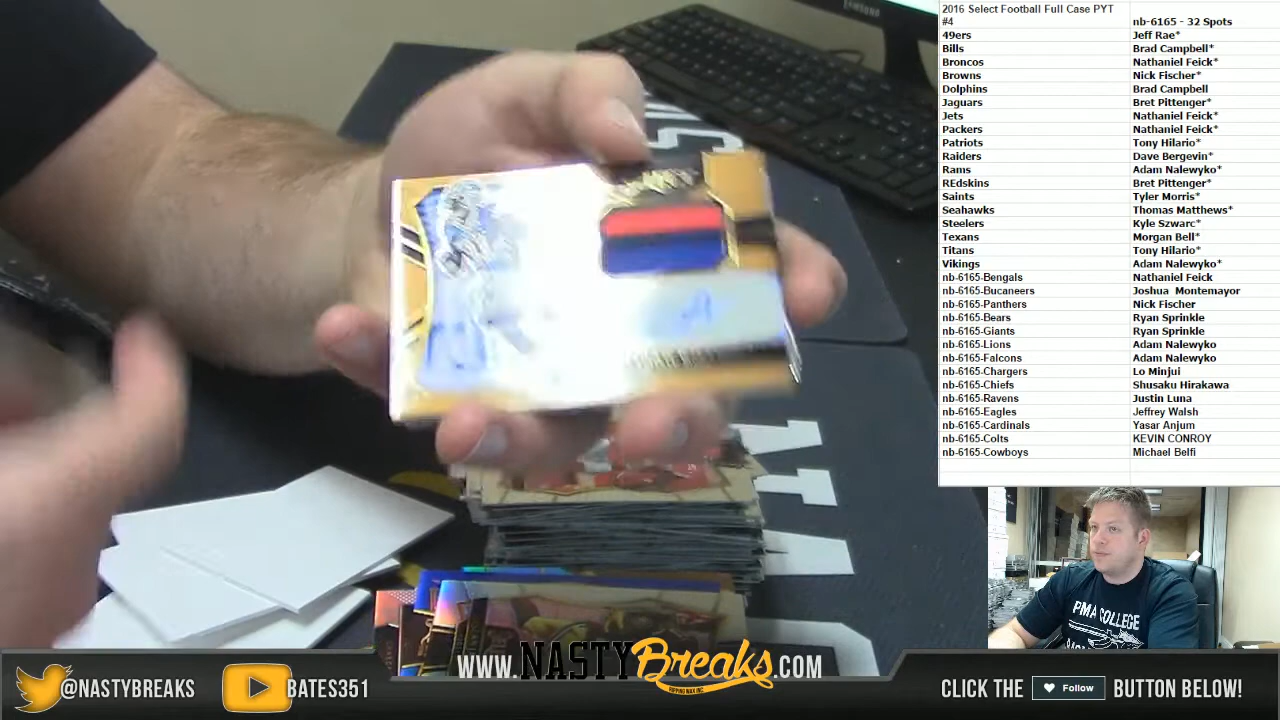 2016 Select Football Full Case PYT
#4 nb-6165 - 32 Spots
49ers Jeff Rae*
Bills Brad Campbell*
Broncos Nathaniel Feick*
Browns Nick Fischer*
Dolphins Brad Campbell
Jaguars Bret Pittenger*
Jets Nathaniel Feick*
Packers Nathaniel Feick*
Patriots Tony Hilario*
Raiders Dave Bergevin*
Rams Adam Nalewyko*
REdskins Bret Pittenger*
Saints Tyler Morris*
Seahawks Thomas Matthews*
Steelers Kyle Szwarc*
Texans Morgan Bell*
Titans Tony Hilario*
Vikings Adam Nalewyko*
nb-6165-Bengals Nathaniel Feick
nb-6165-Bucaneers Joshua Montemayor
nb-6165-Panthers Nick Fischer
nb-6165-Bears Ryan Sprinkle
nb-6165-Giants Ryan Sprinkle
nb-6165-Lions Adam Nalewyko
nb-6165-Falcons Adam Nalewyko
nb-6165-Chargers Lo Minjui
nb-6165-Chiefs Shusaku Hirakawa
nb-6165-Ravens Justin Luna
nb-6165-Eagles Jeffrey Walsh
nb-6165-Cardinals Yasar Anjum
nb-6165-Colts KEVIN CONROY
nb-6165-Cowboys Michael Belfi
SAMSUNG
PMA COLLEGE
@NASTYBREAKS
BATES351
WWW.NASTYBreaks.COM
RIPPING WAX INC
CLICK THE Follow BUTTON BELOW!